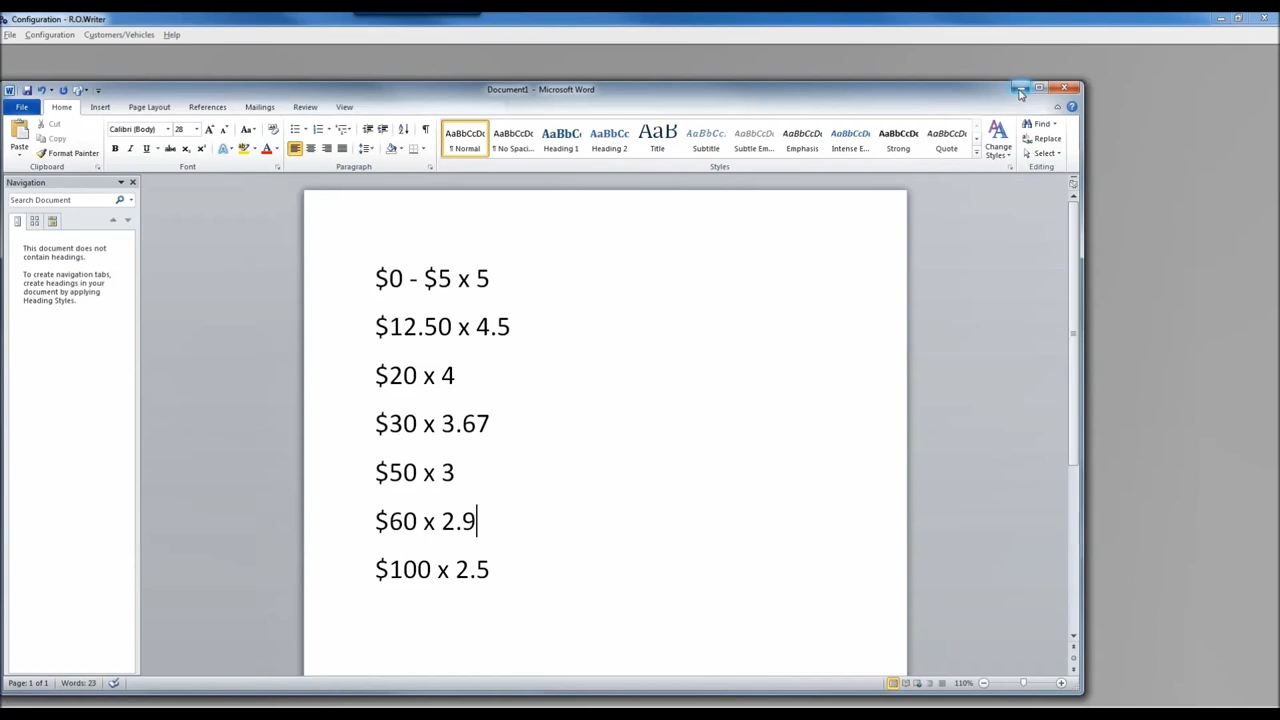 Configuration - R.O.Writer
File Configuration Customers/Vehicles Help
Document1 - Microsoft Word
File Home Insert Page Layout References Mailings Review View
Paste
Cut
Copy
Format Painter
Clipboard
Calibri (Body) 28
Font
Paragraph
AaBbCcDc AaBbCcDc AaBbC AaBbCc AaB AaBbCc. AaBbCcDc AaBbCcDc AaBbCcDc AaBbCcDc AaBbCcDc
¶ Normal ¶ No Spaci... Heading 1 Heading 2 Title Subtitle Subtle Em... Emphasis Intense E... Strong Quote
Change Styles
Styles
Find
Replace
Select
Editing
Navigation
Search Document
This document does not
contain headings.
To create navigation tabs,
create headings in your
document by applying
Heading Styles.
$0 - $5 x 5
$12.50 x 4.5
$20 x 4
$30 x 3.67
$50 x 3
$60 x 2.9
$100 x 2.5
Page: 1 of 1 Words: 23 110%